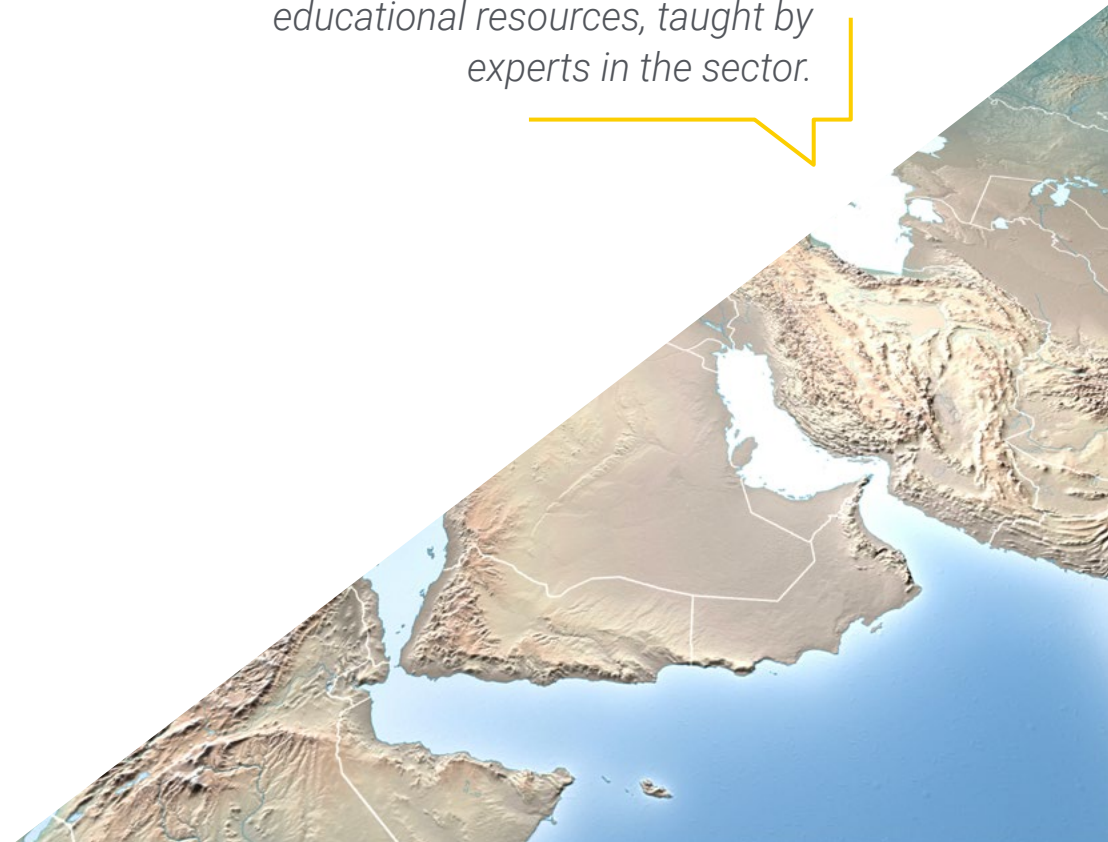 educational resources, taught by
experts in the sector.